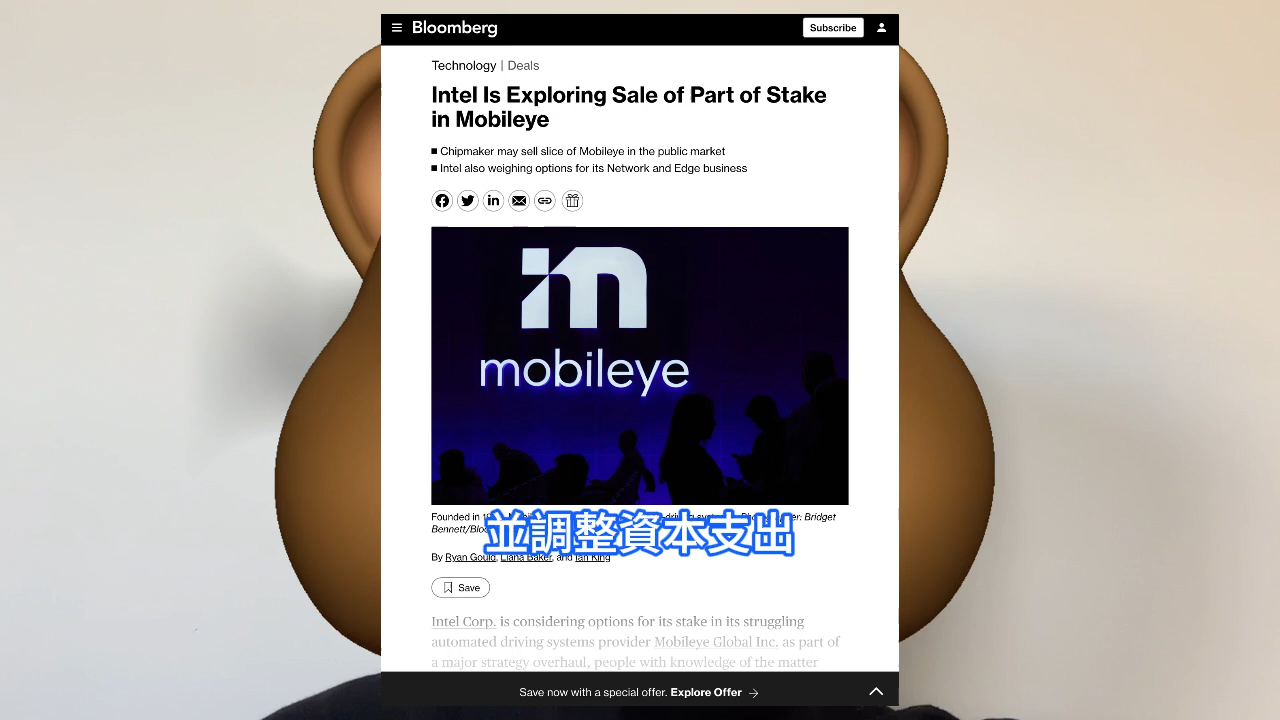 Bloomberg
Subscribe
Technology | Deals
Intel Is Exploring Sale of Part of Stake
in Mobileye
Chipmaker may sell slice of Mobileye in the public market
Intel also weighing options for its Network and Edge business
mobileye
Founded in Bridget
Bennett/Blo
並調整資本支出
By Ryan Gould, Liana Baker, and Ian King
Save
Intel Corp. is considering options for its stake in its struggling
automated driving systems provider Mobileye Global Inc. as part of
a major strategy overhaul, people with knowledge of the matter
Save now with a special offer. Explore Offer →